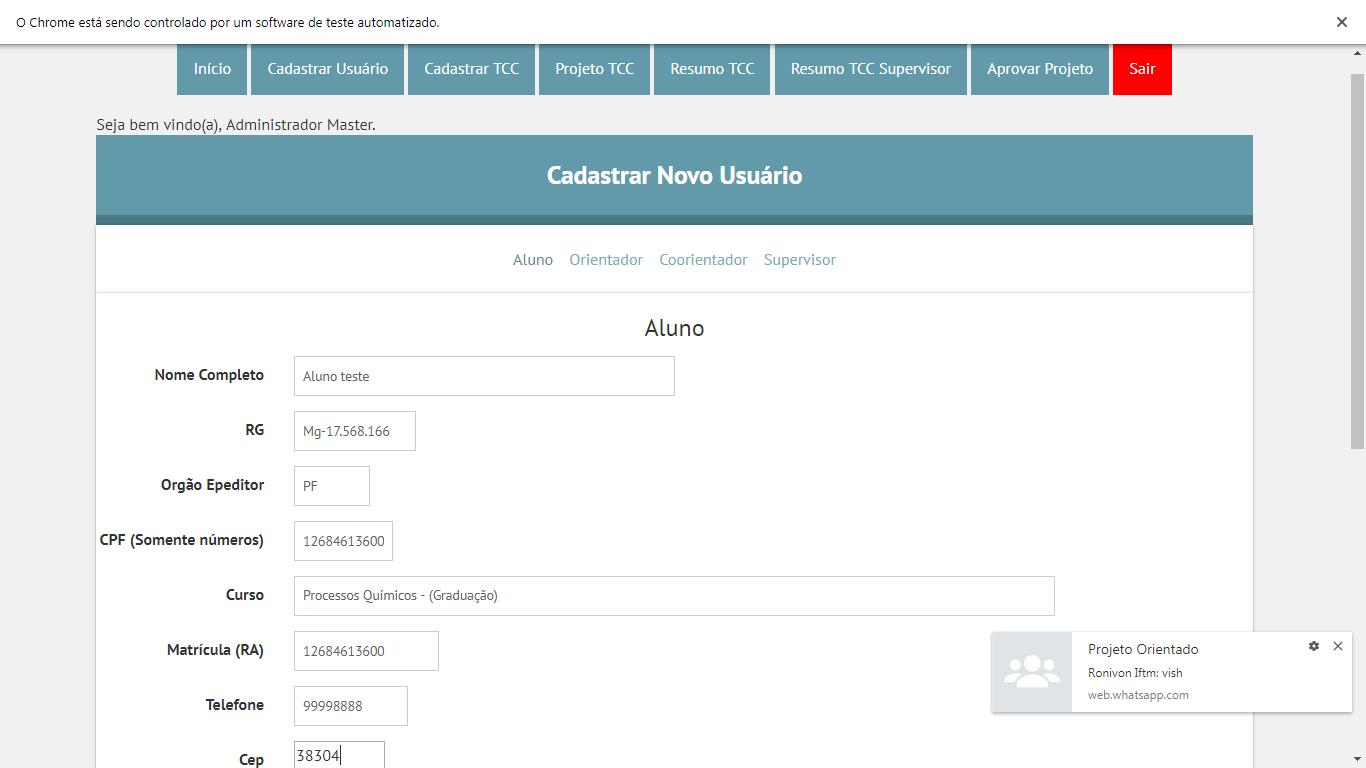 O Chrome está sendo controlado por um software de teste automatizado.
Início Cadastrar Usuário Cadastrar TCC Projeto TCC Resumo TCC Resumo TCC Supervisor Aprovar Projeto Sair
Seja bem vindo(a), Administrador Master.
Cadastrar Novo Usuário
Aluno Orientador Coorientador Supervisor
Aluno
Nome Completo Aluno teste
RG Mg-17.568.166
Orgão Epeditor PF
CPF (Somente números) 12684613600
Curso Processos Químicos - (Graduação)
Matrícula (RA) 12684613600
Telefone 99998888
Cep 38304
Projeto Orientado
Ronivon Iftm: vish
web.whatsapp.com